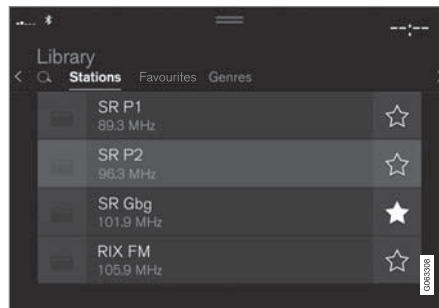 --:--
Library
Stations Favourites Genres
SR P1
89.3 MHz
SR P2
96.3 MHz
SR Gbg
101.9 MHz
RIX FM
105.9 MHz
G063308